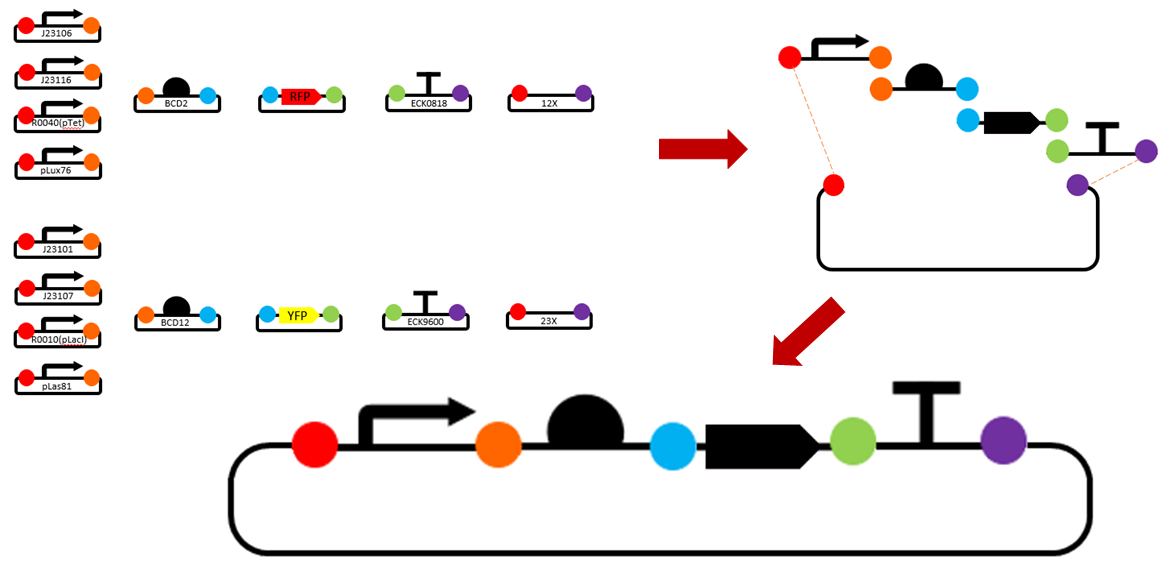 J23106
J23116
R0040(pTet)
pLux76
BCD2
RFP
ECK0818
12X
J23101
J23107
R0010(pLacI)
pLas81
BCD12
YFP
ECK9600
23X